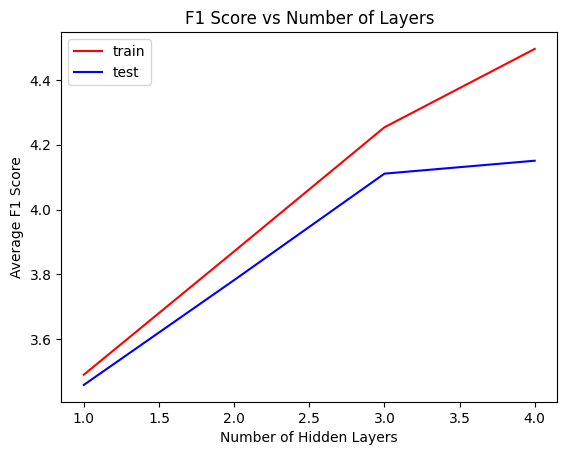 F1 Score vs Number of Layers
train
test
Average F1 Score
4.4
4.2
4.0
3.8
3.6
1.0 1.5 2.0 2.5 3.0 3.5 4.0
Number of Hidden Layers